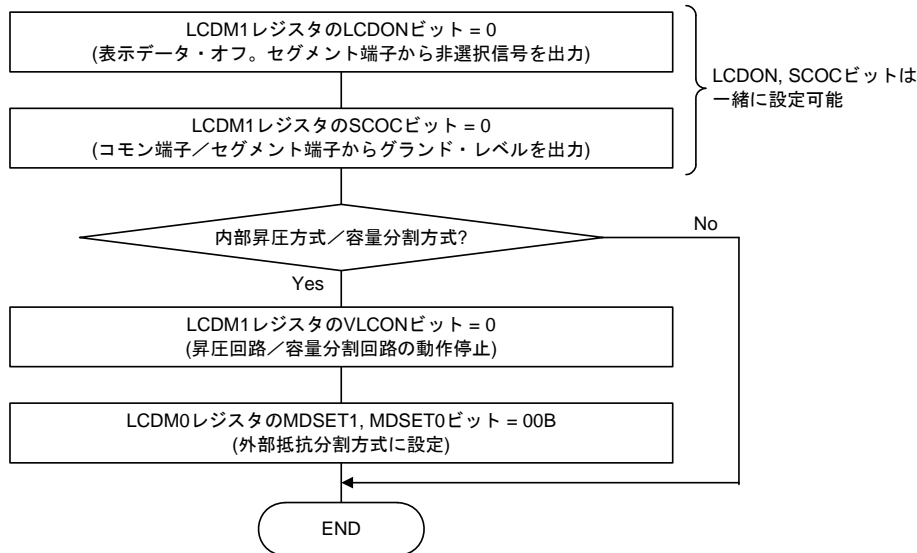 LCDM1レジスタのLCDONビット = 0
(表示データ・オフ。セグメント端子から非選択信号を出力)
LCDON, SCOCビットは
一緒に設定可能
LCDM1レジスタのSCOCビット = 0
(コモン端子／セグメント端子からグランド・レベルを出力)
内部昇圧方式／容量分割方式?
No
Yes
LCDM1レジスタのVLCONビット = 0
(昇圧回路／容量分割回路の動作停止)
LCDM0レジスタのMDSET1, MDSET0ビット = 00B
(外部抵抗分割方式に設定)
END